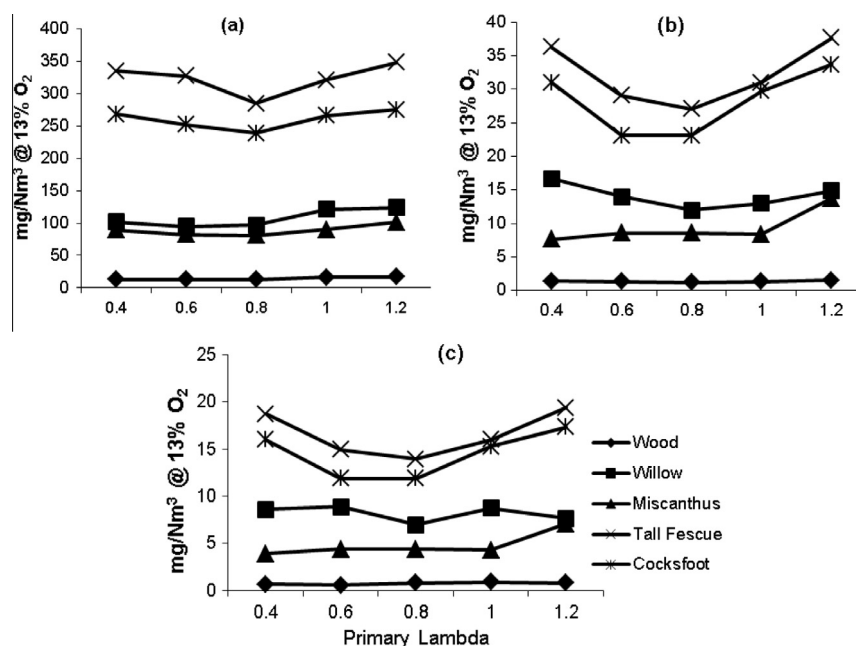 (a)
mg/Nm³ @ 13% O₂
400
350
300
250
200
150
100
50
0
0.4 0.6 0.8 1 1.2
(b)
mg/Nm³ @ 13% O₂
40
35
30
25
20
15
10
5
0
0.4 0.6 0.8 1 1.2
(c)
mg/Nm³ @ 13% O₂
25
20
15
10
5
0
0.4 0.6 0.8 1 1.2
Primary Lambda
Wood
Willow
Miscanthus
Tall Fescue
Cocksfoot